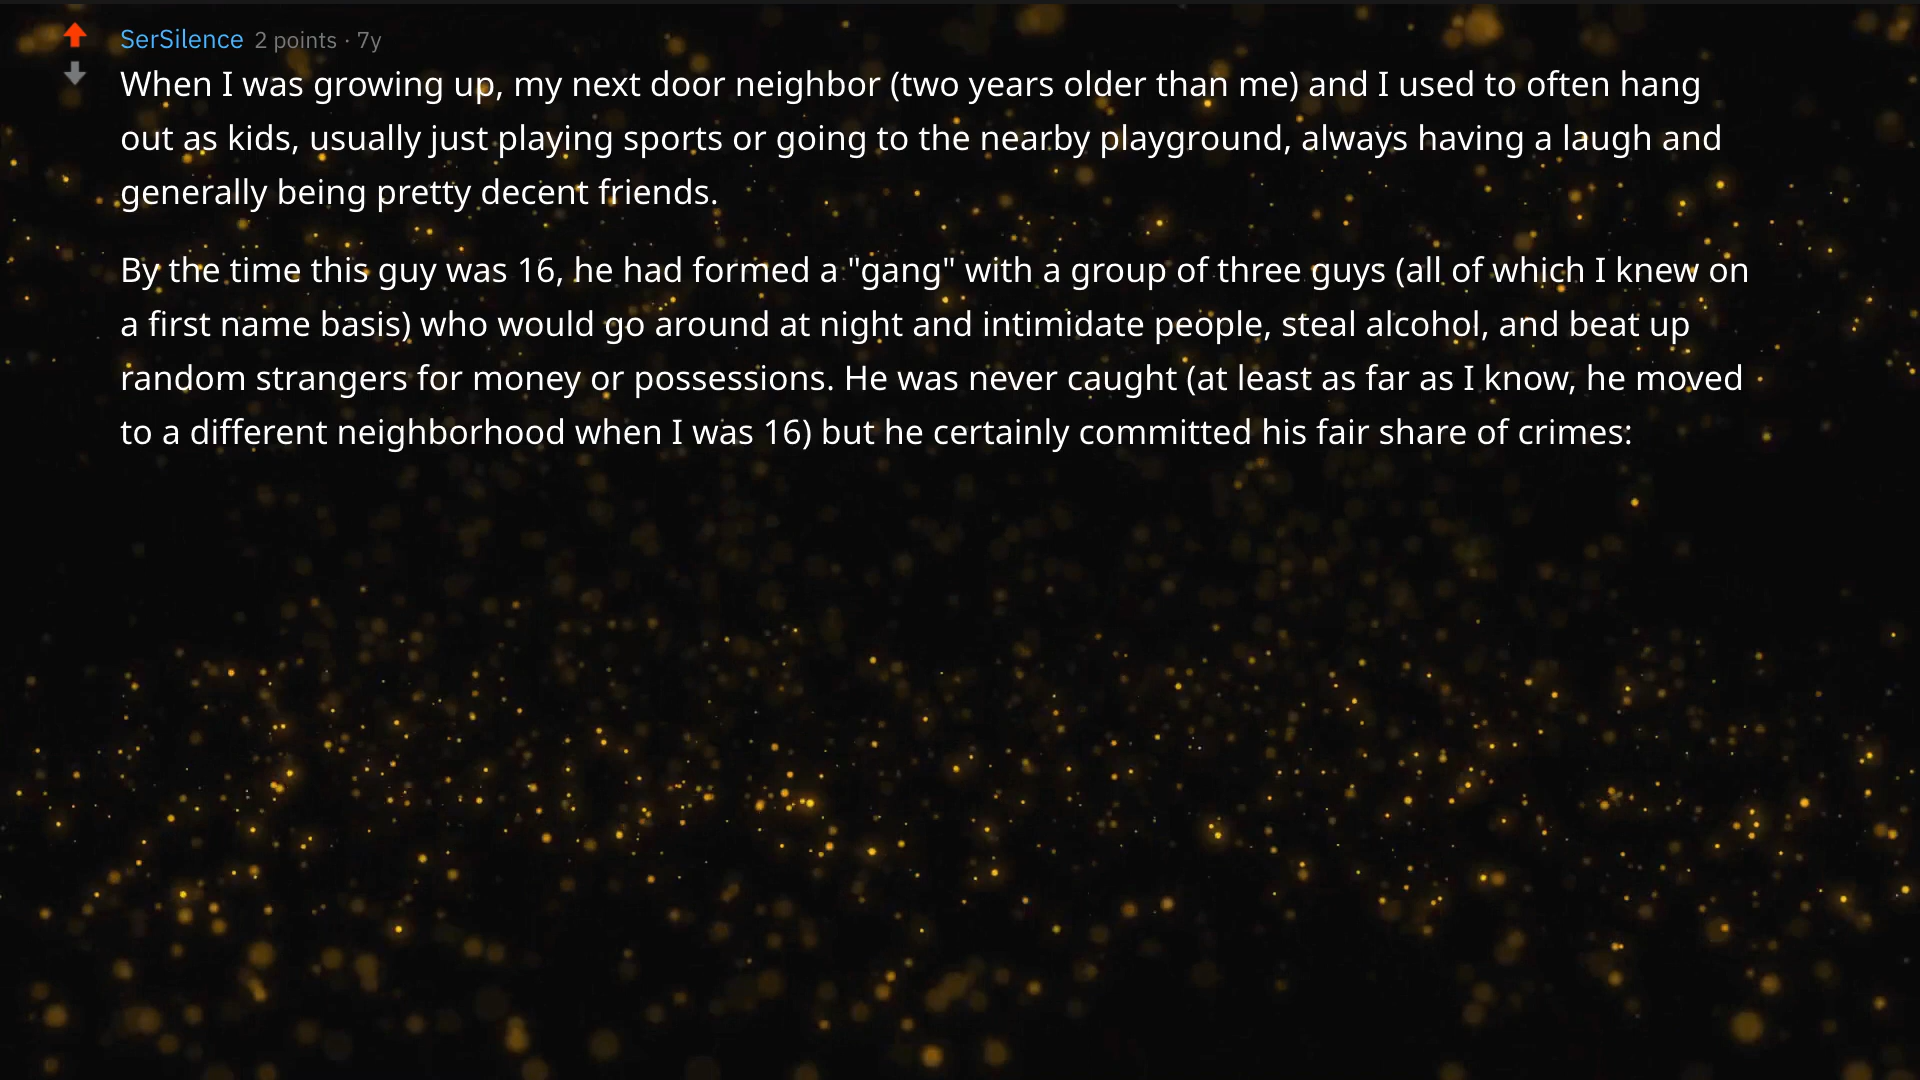 SerSilence 2 points · 7y
When I was growing up, my next door neighbor (two years older than me) and I used to often hang
out as kids, usually just playing sports or going to the nearby playground, always having a laugh and
generally being pretty decent friends.
By the time this guy was 16, he had formed a "gang" with a group of three guys (all of which I knew on
a first name basis) who would go around at night and intimidate people, steal alcohol, and beat up
random strangers for money or possessions. He was never caught (at least as far as I know, he moved
to a different neighborhood when I was 16) but he certainly committed his fair share of crimes: